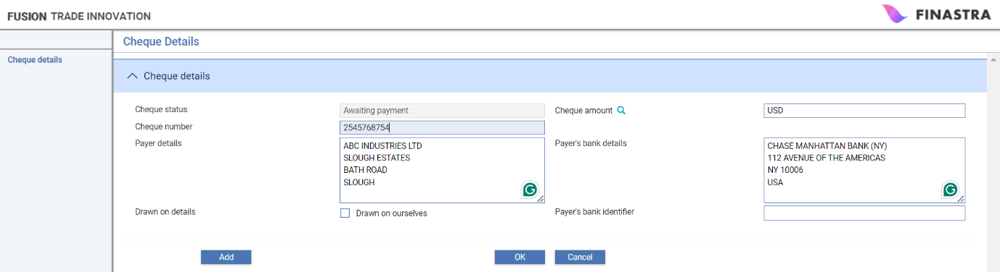 FUSION TRADE INNOVATION
FINASTRA
Cheque Details
Cheque details
Cheque details
Cheque status
Awaiting payment
Cheque amount
USD
Cheque number
2545768754
Payer details
ABC INDUSTRIES LTD
SLOUGH ESTATES
BATH ROAD
SLOUGH
Payer's bank details
CHASE MANHATTAN BANK (NY)
112 AVENUE OF THE AMERICAS
NY 10006
USA
Drawn on details
Drawn on ourselves
Payer's bank identifier
Add
OK
Cancel